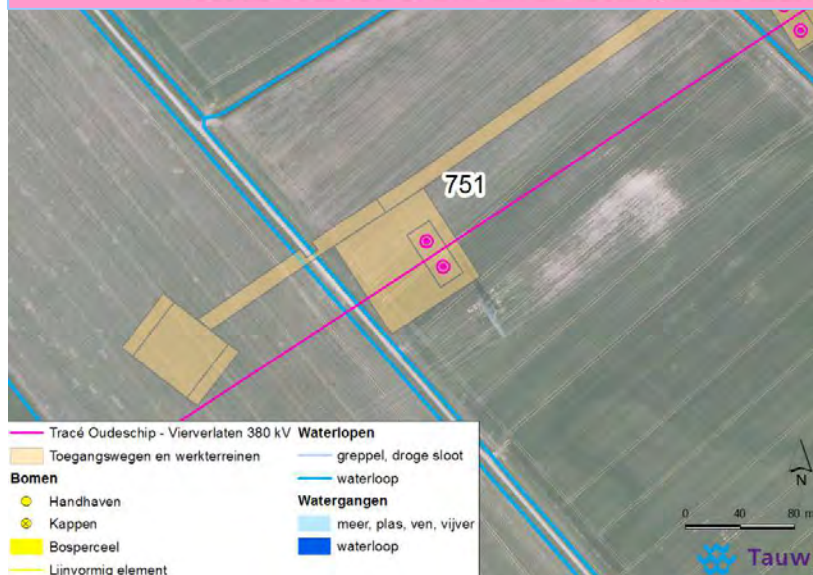 751
Tracé Oudeschip - Vierverlaten 380 kV
Toegangswegen en werkterreinen
Bomen
Handhaven
Kappen
Bosperceel
Lijnvormig element
Waterlopen
greppel, droge sloot
waterloop
Watergangen
meer, plas, ven, vijver
waterloop
N
0 40 80 m
Tauw